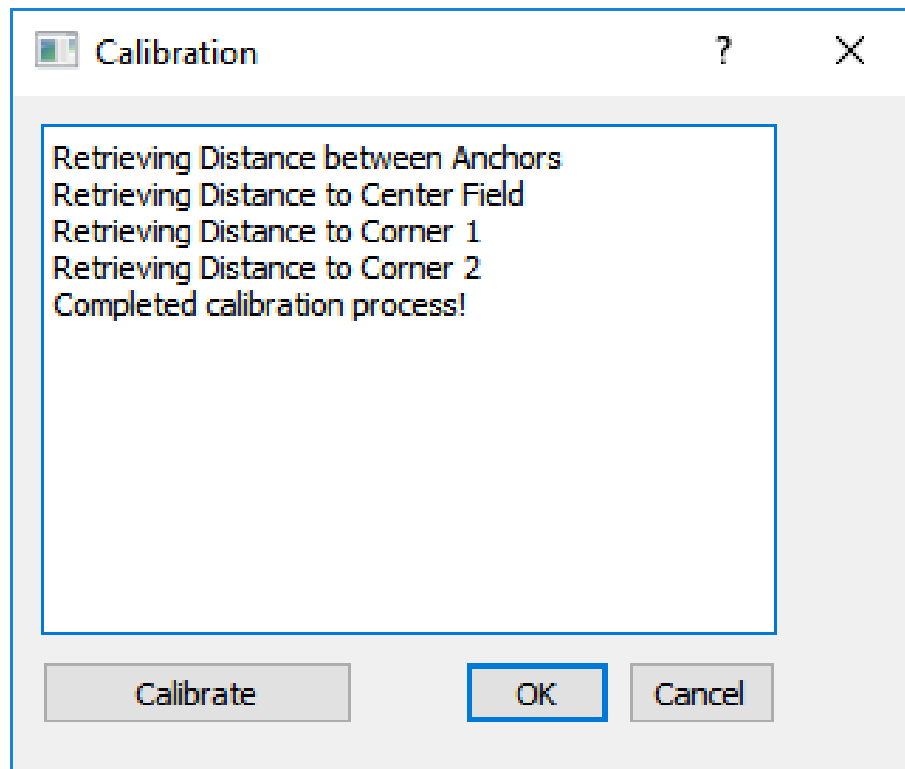 Calibration
?
Retrieving Distance between Anchors
Retrieving Distance to Center Field
Retrieving Distance to Corner 1
Retrieving Distance to Corner 2
Completed calibration process!
Calibrate OK Cancel